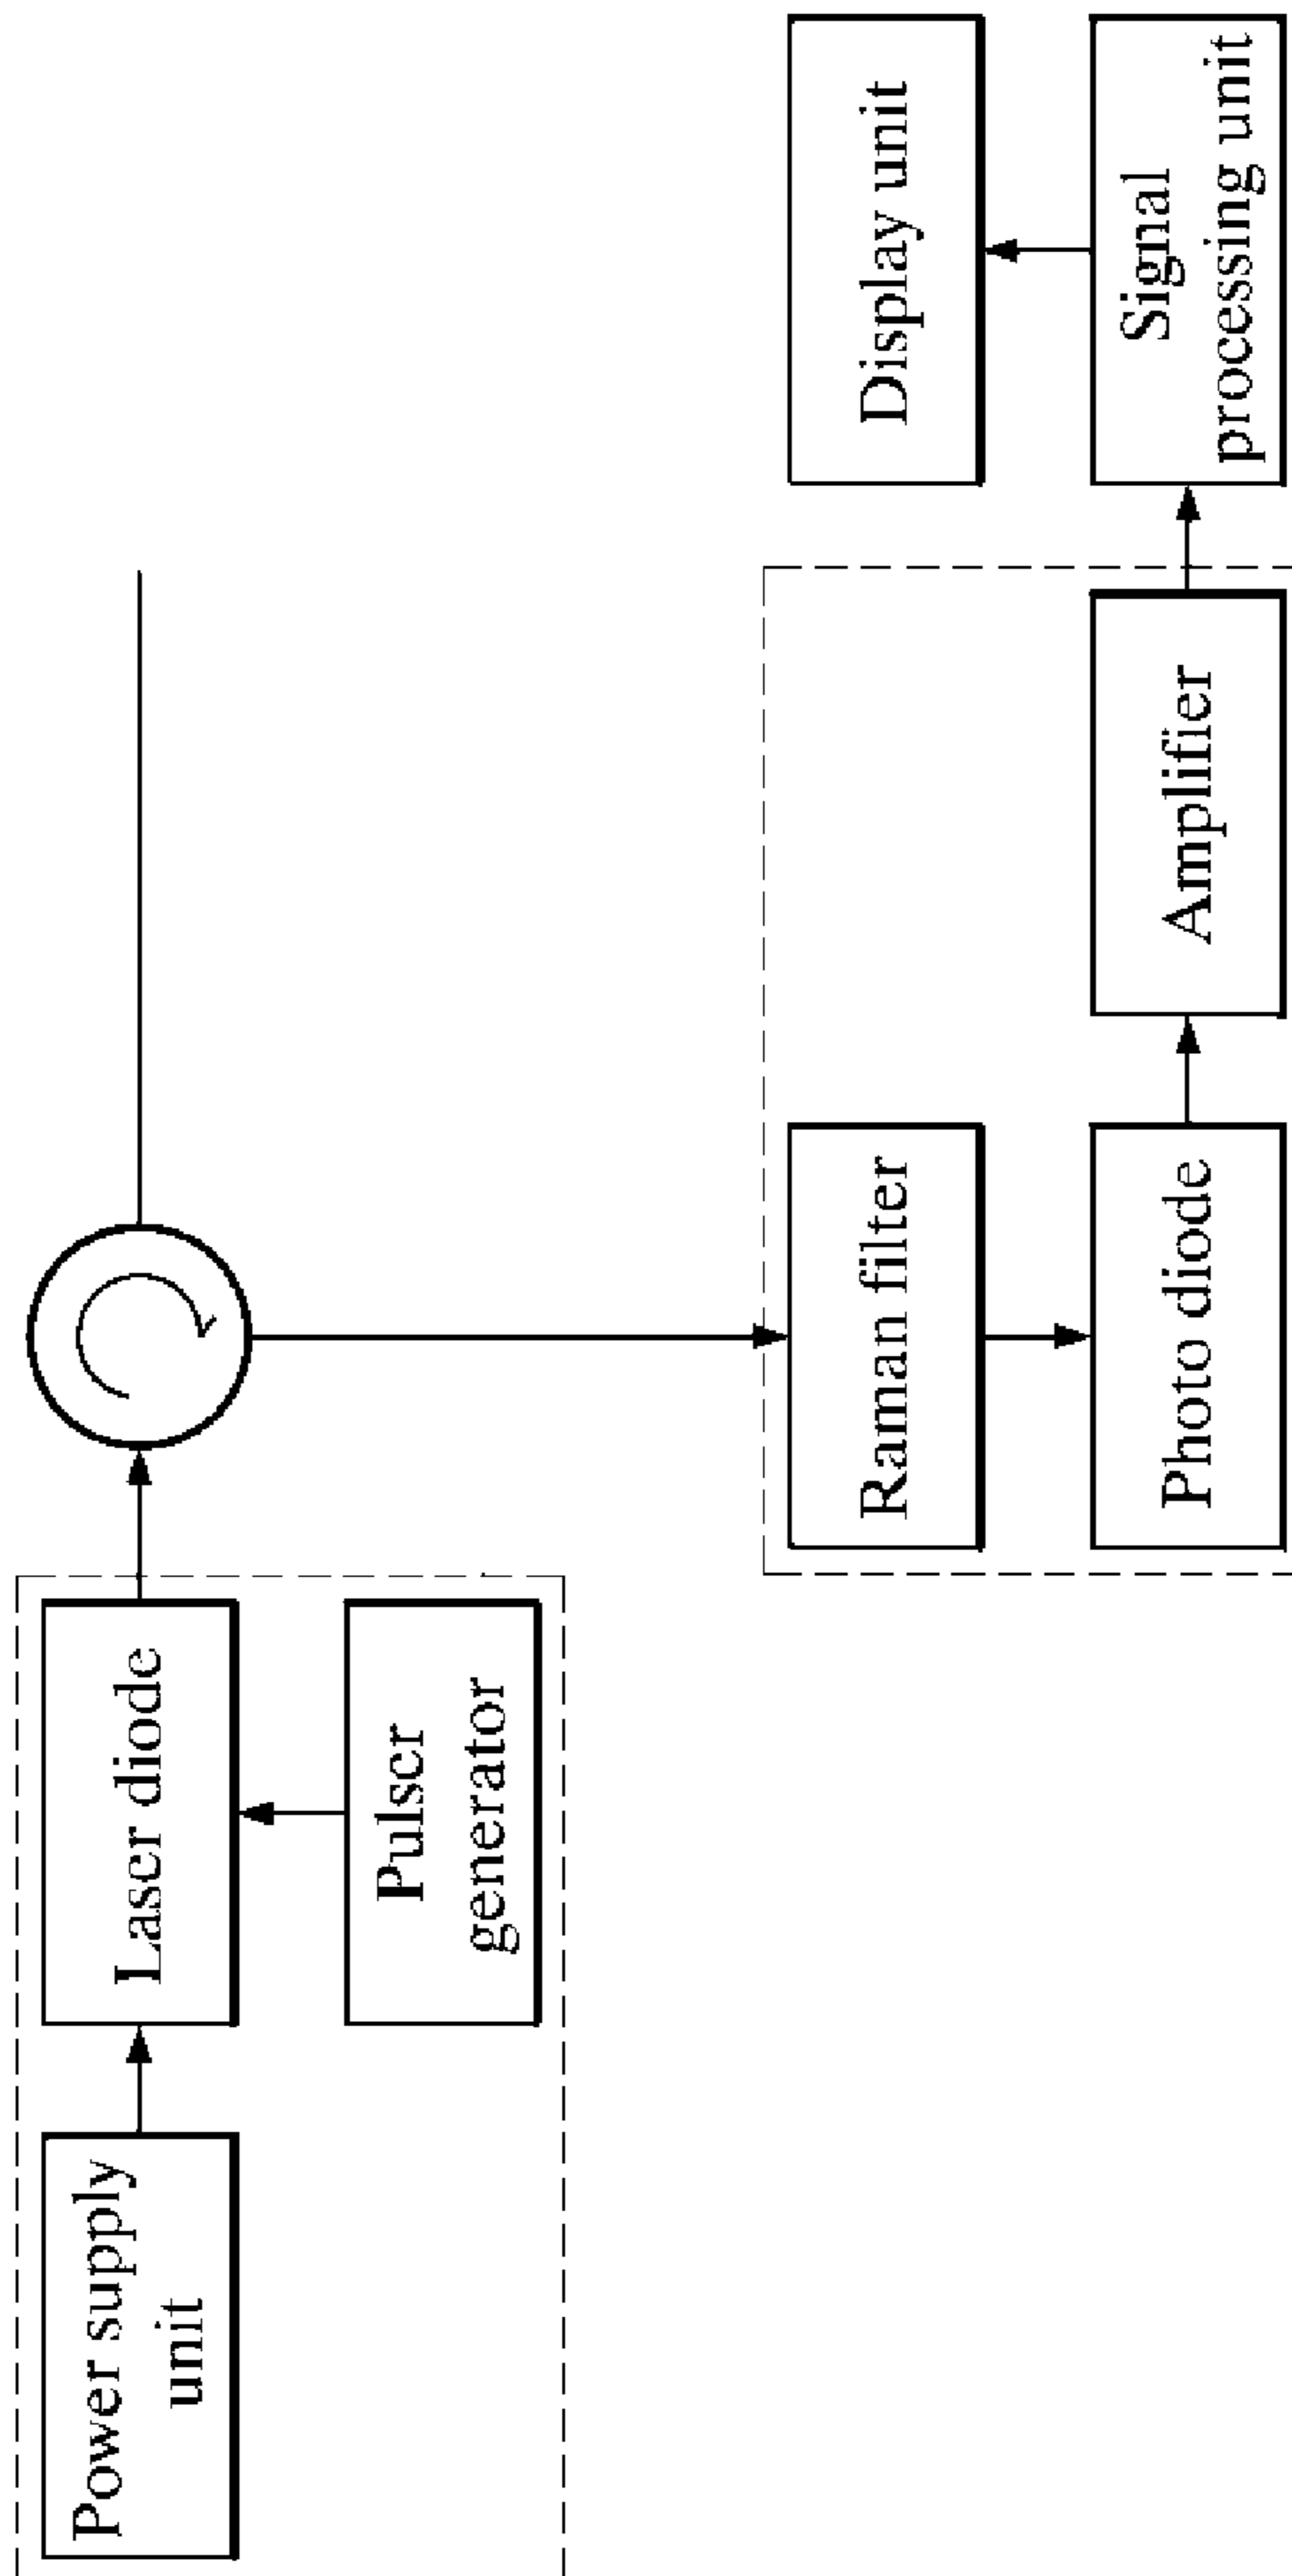 Power supply
unit
Laser diode
Pulser
generator
Raman filter
Photo diode
Amplifier
Signal
processing unit
Display unit